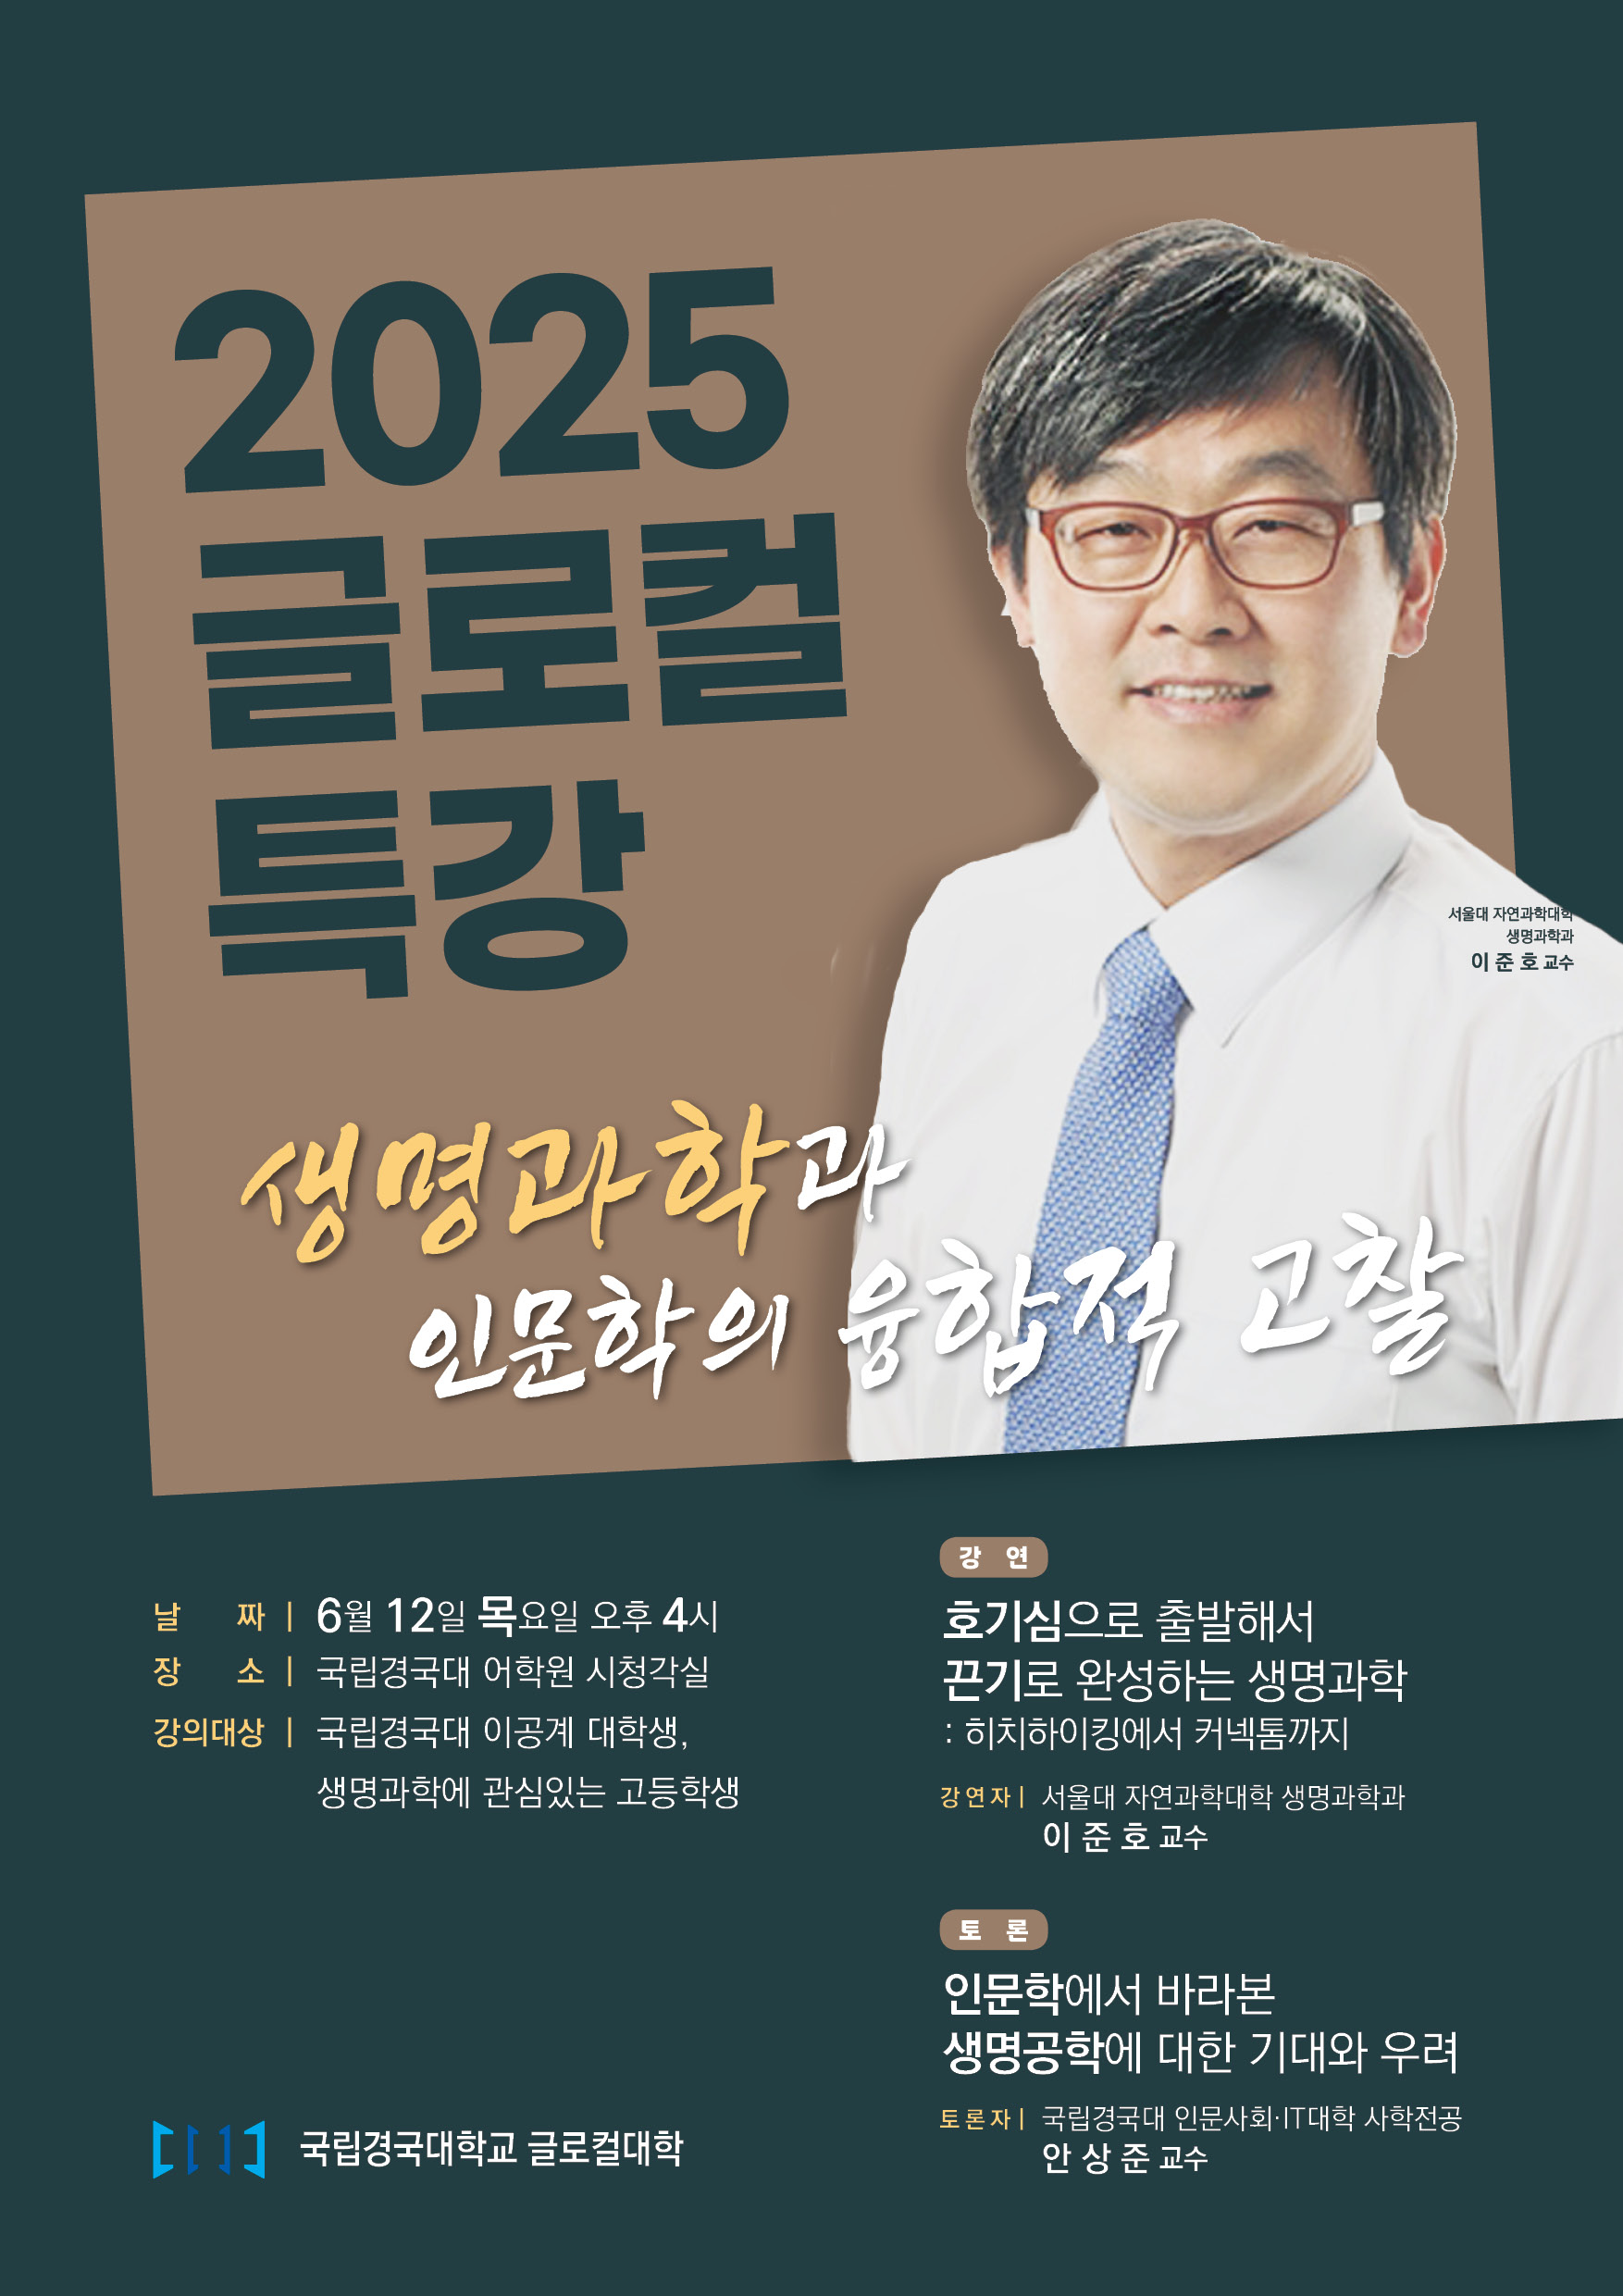 2025
글로컬
특강
서울대 자연과학대학
생명과학과
이 준 호 교수
생명과학과
인문학의 융합적 고찰
날 짜 | 6월 12일 목요일 오후 4시
장 소 | 국립경국대 어학원 시청각실
강의대상 | 국립경국대 이공계 대학생,
생명과학에 관심있는 고등학생
강 연
호기심으로 출발해서
끈기로 완성하는 생명과학
: 히치하이킹에서 커넥톰까지
강연자 | 서울대 자연과학대학 생명과학과
이 준 호 교수
토 론
인문학에서 바라본
생명공학에 대한 기대와 우려
토론자 | 국립경국대 인문사회·IT대학 사학전공
안 상 준 교수
국립경국대학교 글로컬대학